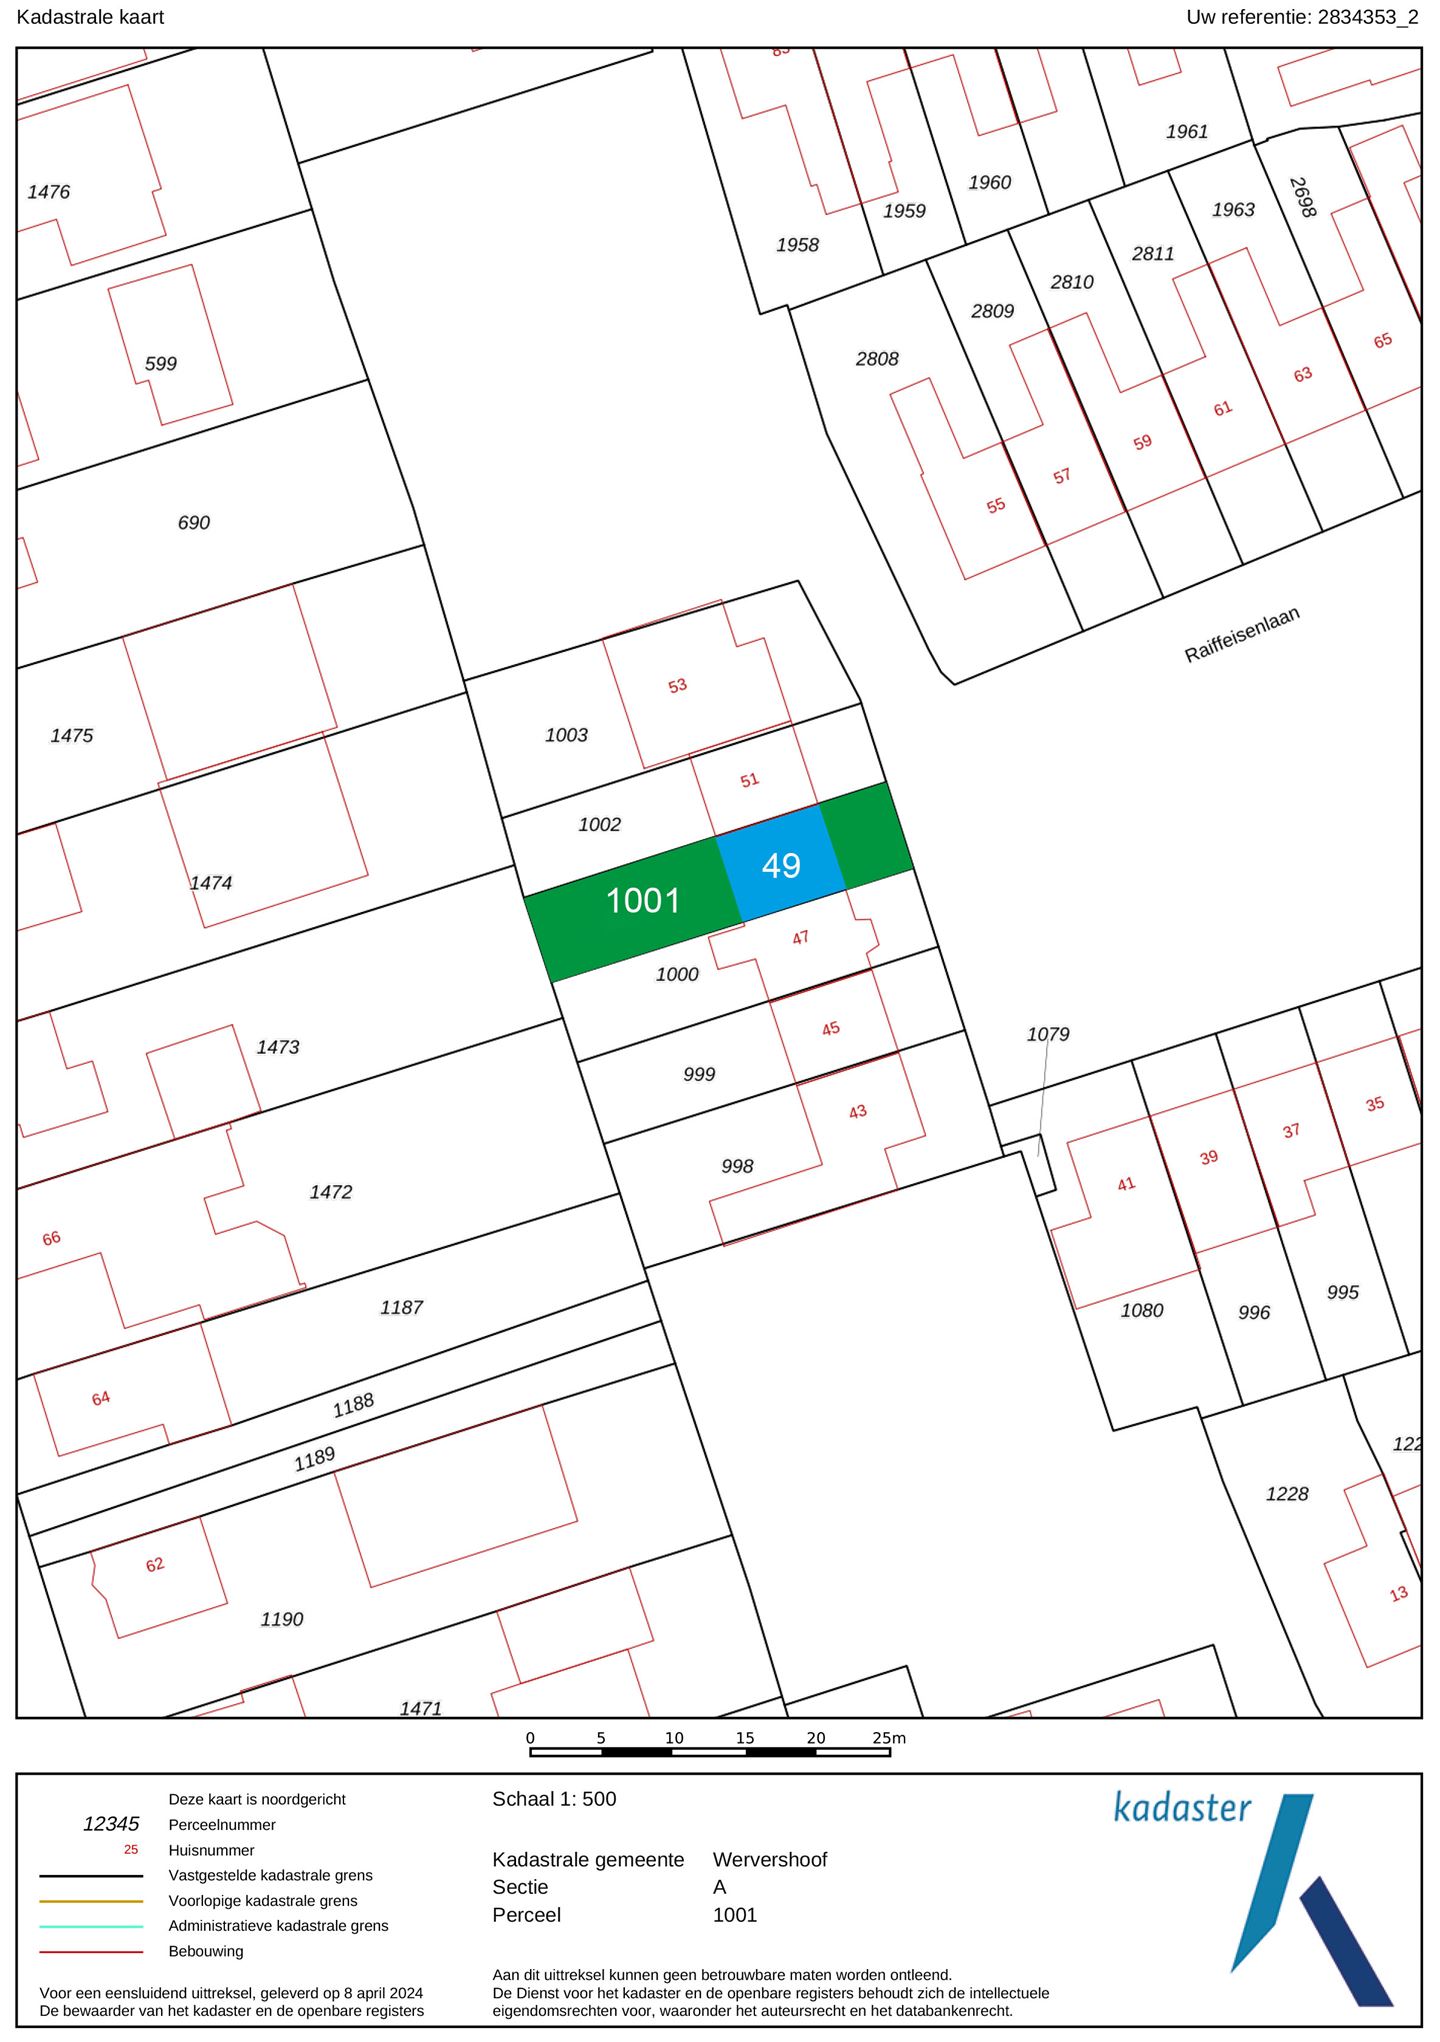 Kadastrale kaart
Uw referentie: 2834353_2
1961
1476
1960
1963
2698
1959
1958
2811
2810
2809
65
2808
599
63
61
59
57
55
690
Raiffeisenlaan
53
1475
1003
51
1002
49
1474
1001
47
1000
45
1079
1473
999
35
43
37
39
998
41
1472
66
995
1187
1080
996
64
1188
122
1189
1228
62
13
1190
1471
0 5 10 15 20 25m
Deze kaart is noordgericht
12345 Perceelnummer
25 Huisnummer
Vastgestelde kadastrale grens
Voorlopige kadastrale grens
Administratieve kadastrale grens
Bebouwing
Voor een eensluidend uittreksel, geleverd op 8 april 2024
De bewaarder van het kadaster en de openbare registers
Schaal 1: 500
Kadastrale gemeente Wervershoof
Sectie A
Perceel 1001
Aan dit uittreksel kunnen geen betrouwbare maten worden ontleend.
De Dienst voor het kadaster en de openbare registers behoudt zich de intellectuele
eigendomsrechten voor, waaronder het auteursrecht en het databankenrecht.
kadaster